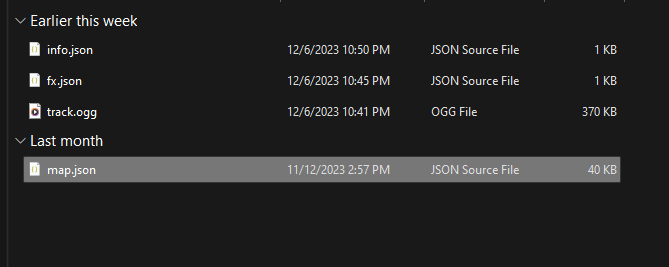 Earlier this week
info.json 12/6/2023 10:50 PM JSON Source File 1 KB
fx.json 12/6/2023 10:45 PM JSON Source File 1 KB
track.ogg 12/6/2023 10:41 PM OGG File 370 KB
Last month
map.json 11/12/2023 2:57 PM JSON Source File 40 KB